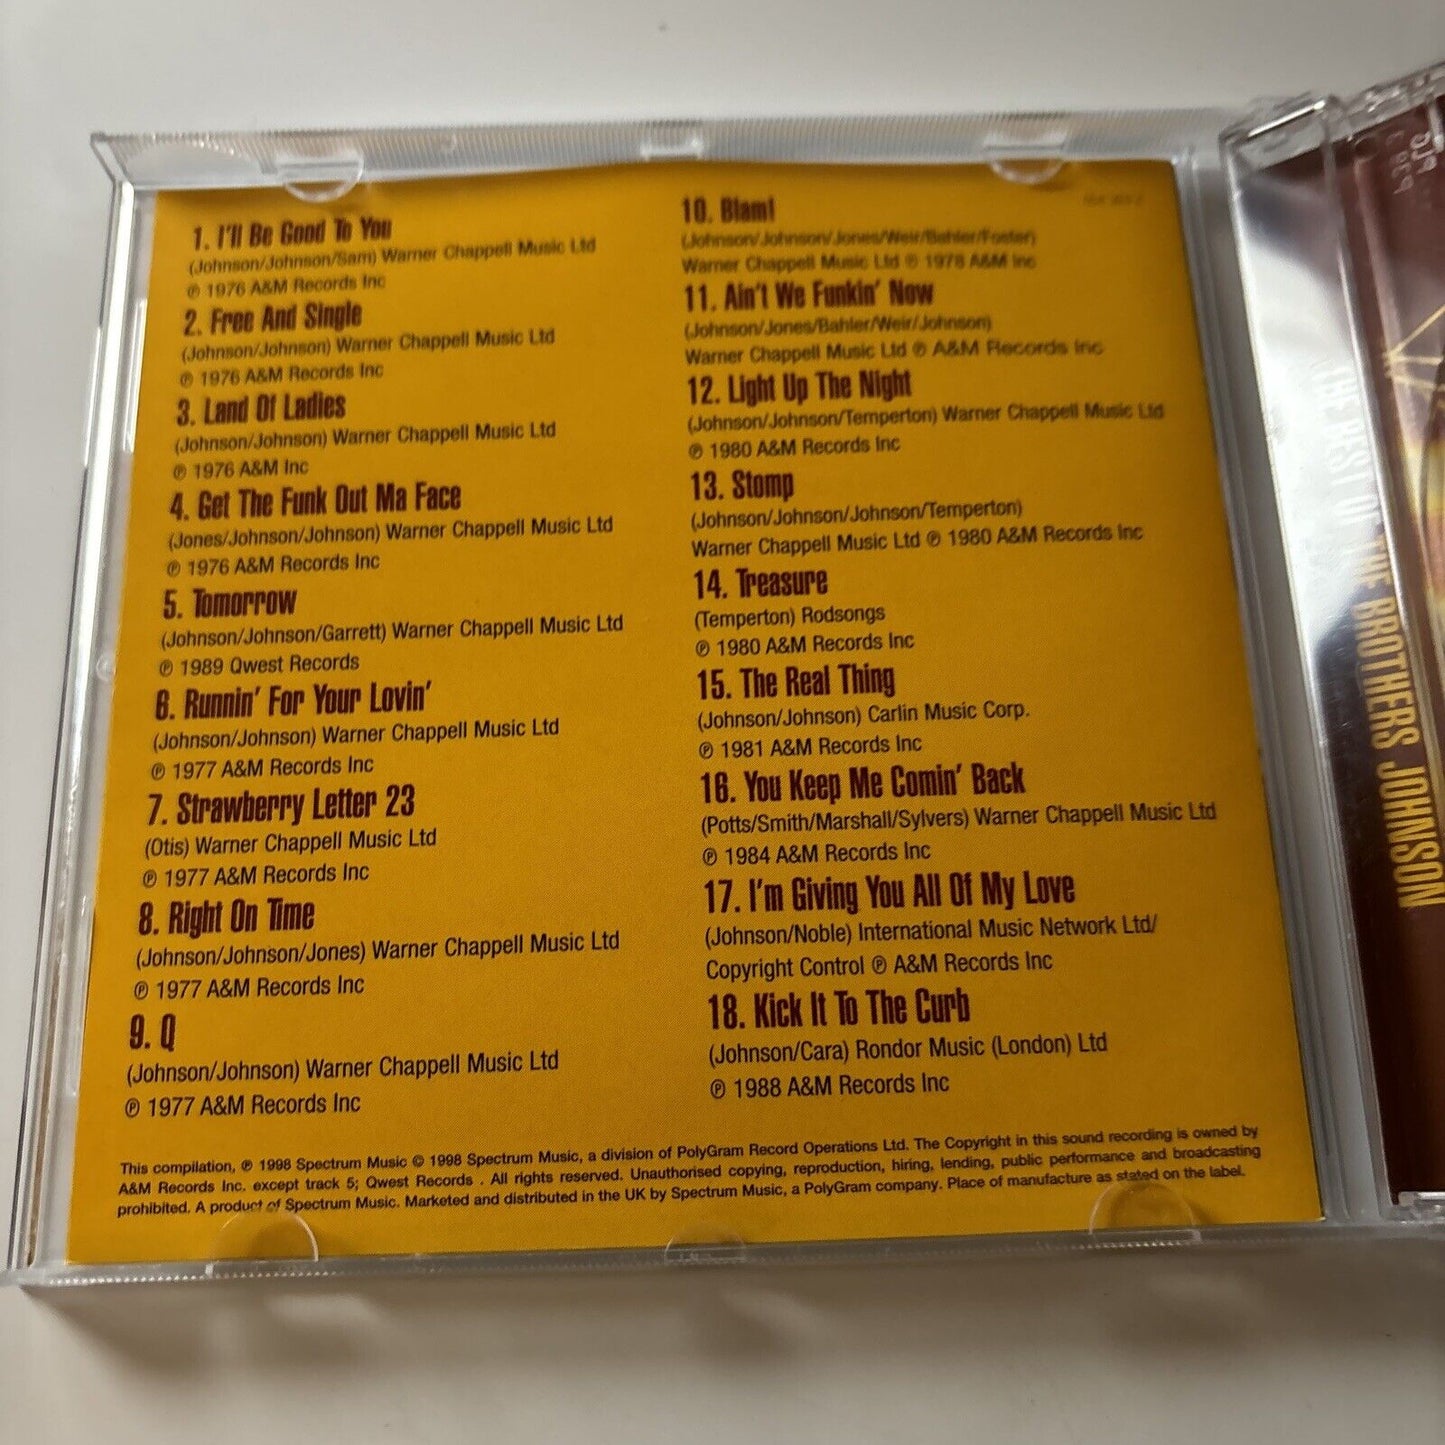 1. I'll Be Good To You
(Johnson/Johnson/Sam) Warner Chappell Music Ltd
℗ 1976 A&M Records Inc
2. Free And Single
(Johnson/Johnson) Warner Chappell Music Ltd
℗ 1976 A&M Records Inc
3. Land Of Ladies
(Johnson/Johnson) Warner Chappell Music Ltd
℗ 1976 A&M Inc
4. Get The Funk Out Ma Face
(Jones/Johnson/Johnson) Warner Chappell Music Ltd
℗ 1976 A&M Records Inc
5. Tomorrow
(Johnson/Johnson/Garrett) Warner Chappell Music Ltd
℗ 1989 Qwest Records
6. Runnin' For Your Lovin'
(Johnson/Johnson) Warner Chappell Music Ltd
℗ 1977 A&M Records Inc
7. Strawberry Letter 23
(Otis) Warner Chappell Music Ltd
℗ 1977 A&M Records Inc
8. Right On Time
(Johnson/Johnson/Jones) Warner Chappell Music Ltd
℗ 1977 A&M Records Inc
9. Q
(Johnson/Johnson) Warner Chappell Music Ltd
℗ 1977 A&M Records Inc
10. Blam!
(Johnson/Johnson/Jones/Weir/Bahler/Foster)
Warner Chappell Music Ltd ℗ 1978 A&M Inc
11. Ain't We Funkin' Now
(Johnson/Jones/Bahler/Weir/Johnson)
Warner Chappell Music Ltd ℗ A&M Records Inc
12. Light Up The Night
(Johnson/Johnson/Temperton) Warner Chappell Music Ltd
℗ 1980 A&M Records Inc
13. Stomp
(Johnson/Johnson/Johnson/Temperton)
Warner Chappell Music Ltd ℗ 1980 A&M Records Inc
14. Treasure
(Temperton) Rodsongs
℗ 1980 A&M Records Inc
15. The Real Thing
(Johnson/Johnson) Carlin Music Corp.
℗ 1981 A&M Records Inc
16. You Keep Me Comin' Back
(Potts/Smith/Marshall/Sylvers) Warner Chappell Music Ltd
℗ 1984 A&M Records Inc
17. I'm Giving You All Of My Love
(Johnson/Noble) International Music Network Ltd/
Copyright Control ℗ A&M Records Inc
18. Kick It To The Curb
(Johnson/Cara) Rondor Music (London) Ltd
℗ 1988 A&M Records Inc
This compilation, ℗ 1998 Spectrum Music © 1998 Spectrum Music, a division of PolyGram Record Operations Ltd. The Copyright in this sound recording is owned by
A&M Records Inc. except track 5; Qwest Records . All rights reserved. Unauthorised copying, reproduction, hiring, lending, public performance and broadcasting
prohibited. A product of Spectrum Music. Marketed and distributed in the UK by Spectrum Music, a PolyGram company. Place of manufacture as stated on the label.
THE BEST OF THE BROTHERS JOHNSON